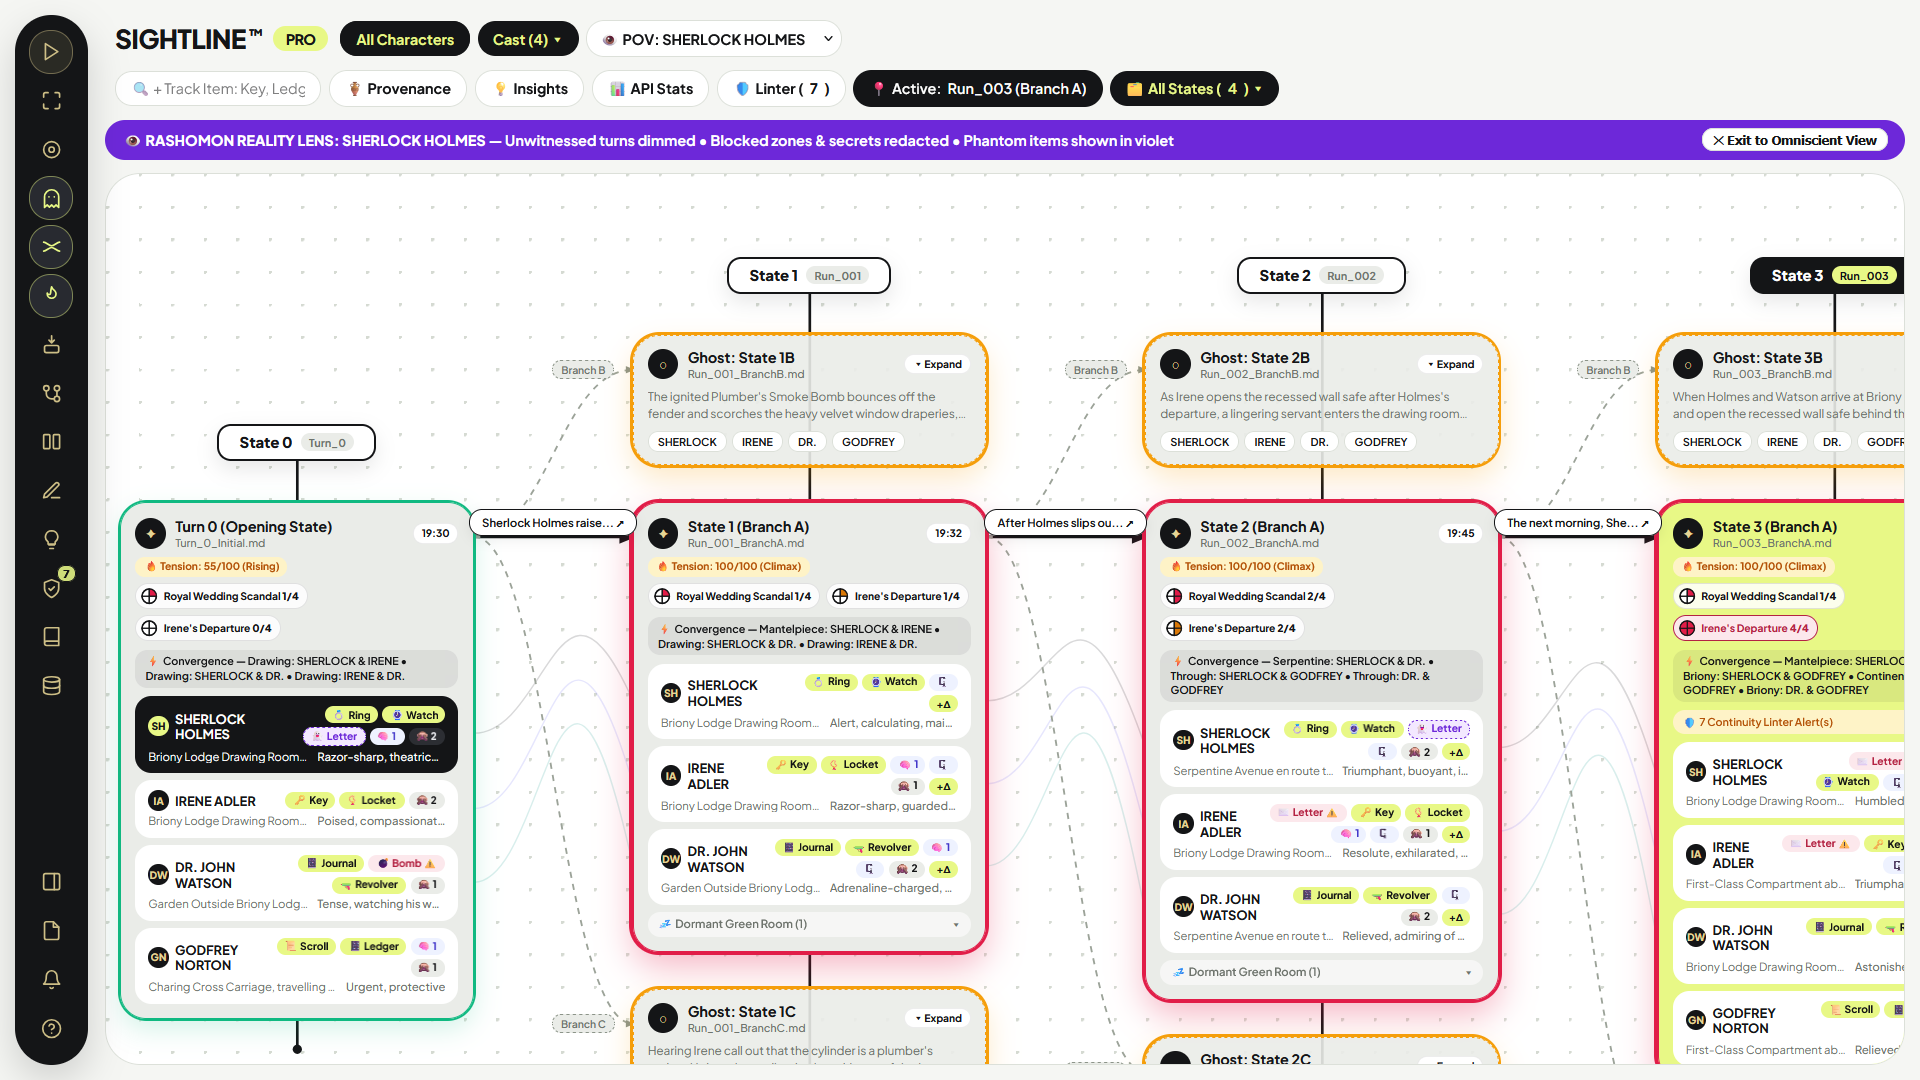 SIGHTLINE™ PRO All Characters Cast (4) POV: SHERLOCK HOLMES
+ Track Item: Key, Ledg Provenance Insights API Stats Linter ( 7 ) Active: Run_003 (Branch A) All States ( 4 )
RASHOMON REALITY LENS: SHERLOCK HOLMES — Unwitnessed turns dimmed • Blocked zones & secrets redacted • Phantom items shown in violet
Exit to Omniscient View
7
State 0 Turn_0
Turn 0 (Opening State)
Turn_0_Initial.md
19:30
Tension: 55/100 (Rising)
Royal Wedding Scandal 1/4
Irene's Departure 0/4
Convergence — Drawing: SHERLOCK & IRENE •
Drawing: SHERLOCK & DR. • Drawing: IRENE & DR.
SH SHERLOCK HOLMES
Ring Watch
Letter 1 2
Briony Lodge Drawing Room... Razor-sharp, theatric...
IA IRENE ADLER Key Locket 2
Briony Lodge Drawing Room... Poised, compassionat...
DW DR. JOHN WATSON
Journal Bomb
Revolver 1
Garden Outside Briony Lodg... Tense, watching his w...
GN GODFREY NORTON
Scroll Ledger 1
1
Charing Cross Carriage, travelling ... Urgent, protective
State 1 Run_001
Branch B
Ghost: State 1B
Run_001_BranchB.md
Expand
The ignited Plumber's Smoke Bomb bounces off the
fender and scorches the heavy velvet window draperies,...
SHERLOCK IRENE DR. GODFREY
Sherlock Holmes raise... ↗
State 1 (Branch A)
Run_001_BranchA.md
19:32
Tension: 100/100 (Climax)
Royal Wedding Scandal 1/4 Irene's Departure 1/4
Convergence — Mantelpiece: SHERLOCK & IRENE •
Drawing: SHERLOCK & DR. • Drawing: IRENE & DR.
SH SHERLOCK HOLMES
Ring Watch
+Δ
Briony Lodge Drawing Room... Alert, calculating, mai...
IA IRENE ADLER
Key Locket 1
1 +Δ
Briony Lodge Drawing Room... Razor-sharp, guarded...
DW DR. JOHN WATSON
Journal Revolver 1
2 +Δ
Garden Outside Briony Lodg... Adrenaline-charged, ...
Dormant Green Room (1)
Branch C
Ghost: State 1C
Run_001_BranchC.md
Expand
Hearing Irene call out that the cylinder is a plumber's
State 2 Run_002
Branch B
Ghost: State 2B
Run_002_BranchB.md
Expand
As Irene opens the recessed wall safe after Holmes's
departure, a lingering servant enters the drawing room...
SHERLOCK IRENE DR. GODFREY
After Holmes slips ou... ↗
State 2 (Branch A)
Run_002_BranchA.md
19:45
Tension: 100/100 (Climax)
Royal Wedding Scandal 2/4
Irene's Departure 2/4
Convergence — Serpentine: SHERLOCK & DR. •
Through: SHERLOCK & GODFREY • Through: DR. &
GODFREY
SH SHERLOCK HOLMES
Ring Watch Letter
2 +Δ
Serpentine Avenue en route t... Triumphant, buoyant, i...
IA IRENE ADLER
Letter Key Locket
1 1 +Δ
Briony Lodge Drawing Room... Resolute, exhilarated, ...
DW DR. JOHN WATSON
Journal Revolver
2 +Δ
Serpentine Avenue en route t... Relieved, admiring of ...
Dormant Green Room (1)
Ghost: State 2C
State 3 Run_003
Branch B
Ghost: State 3B
Run_003_BranchB.md
When Holmes and Watson arrive at Briony
and open the recessed wall safe behind th
SHERLOCK IRENE DR. GODFR
The next morning, She... ↗
State 3 (Branch A)
Run_003_BranchA.md
Tension: 100/100 (Climax)
Royal Wedding Scandal 1/4
Irene's Departure 4/4
Convergence — Mantelpiece: SHERLOC
Briony: SHERLOCK & GODFREY • Continen
GODFREY • Briony: DR. & GODFREY
7 Continuity Linter Alert(s)
SH SHERLOCK HOLMES
Letter
Watch
Briony Lodge Drawing Room... Humbled
IA IRENE ADLER
Letter Key
First-Class Compartment ab... Triumpha
DW DR. JOHN WATSON
Journal R
Briony Lodge Drawing Room... Astonishe
GN GODFREY NORTON
Scroll
First-Class Compartment ab... Relieved